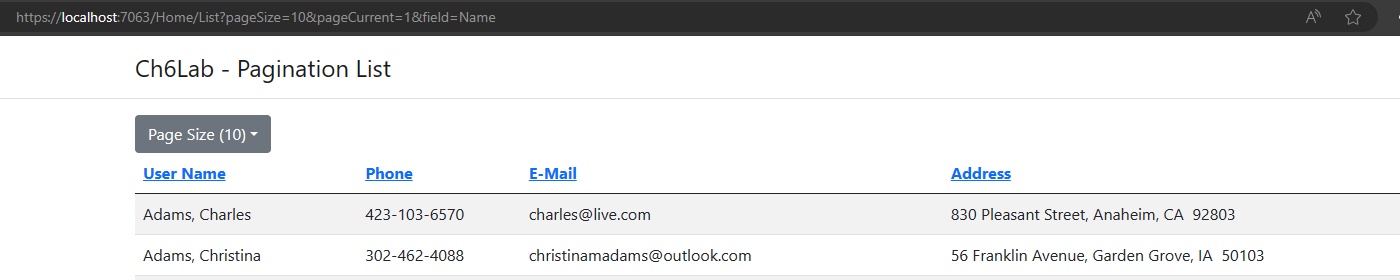 https://localhost:7063/Home/List?pageSize=10&pageCurrent=1&field=Name
Ch6Lab - Pagination List
Page Size (10)
User Name Phone E-Mail Address
Adams, Charles 423-103-6570 charles@live.com 830 Pleasant Street, Anaheim, CA  92803
Adams, Christina 302-462-4088 christinamadams@outlook.com 56 Franklin Avenue, Garden Grove, IA  50103